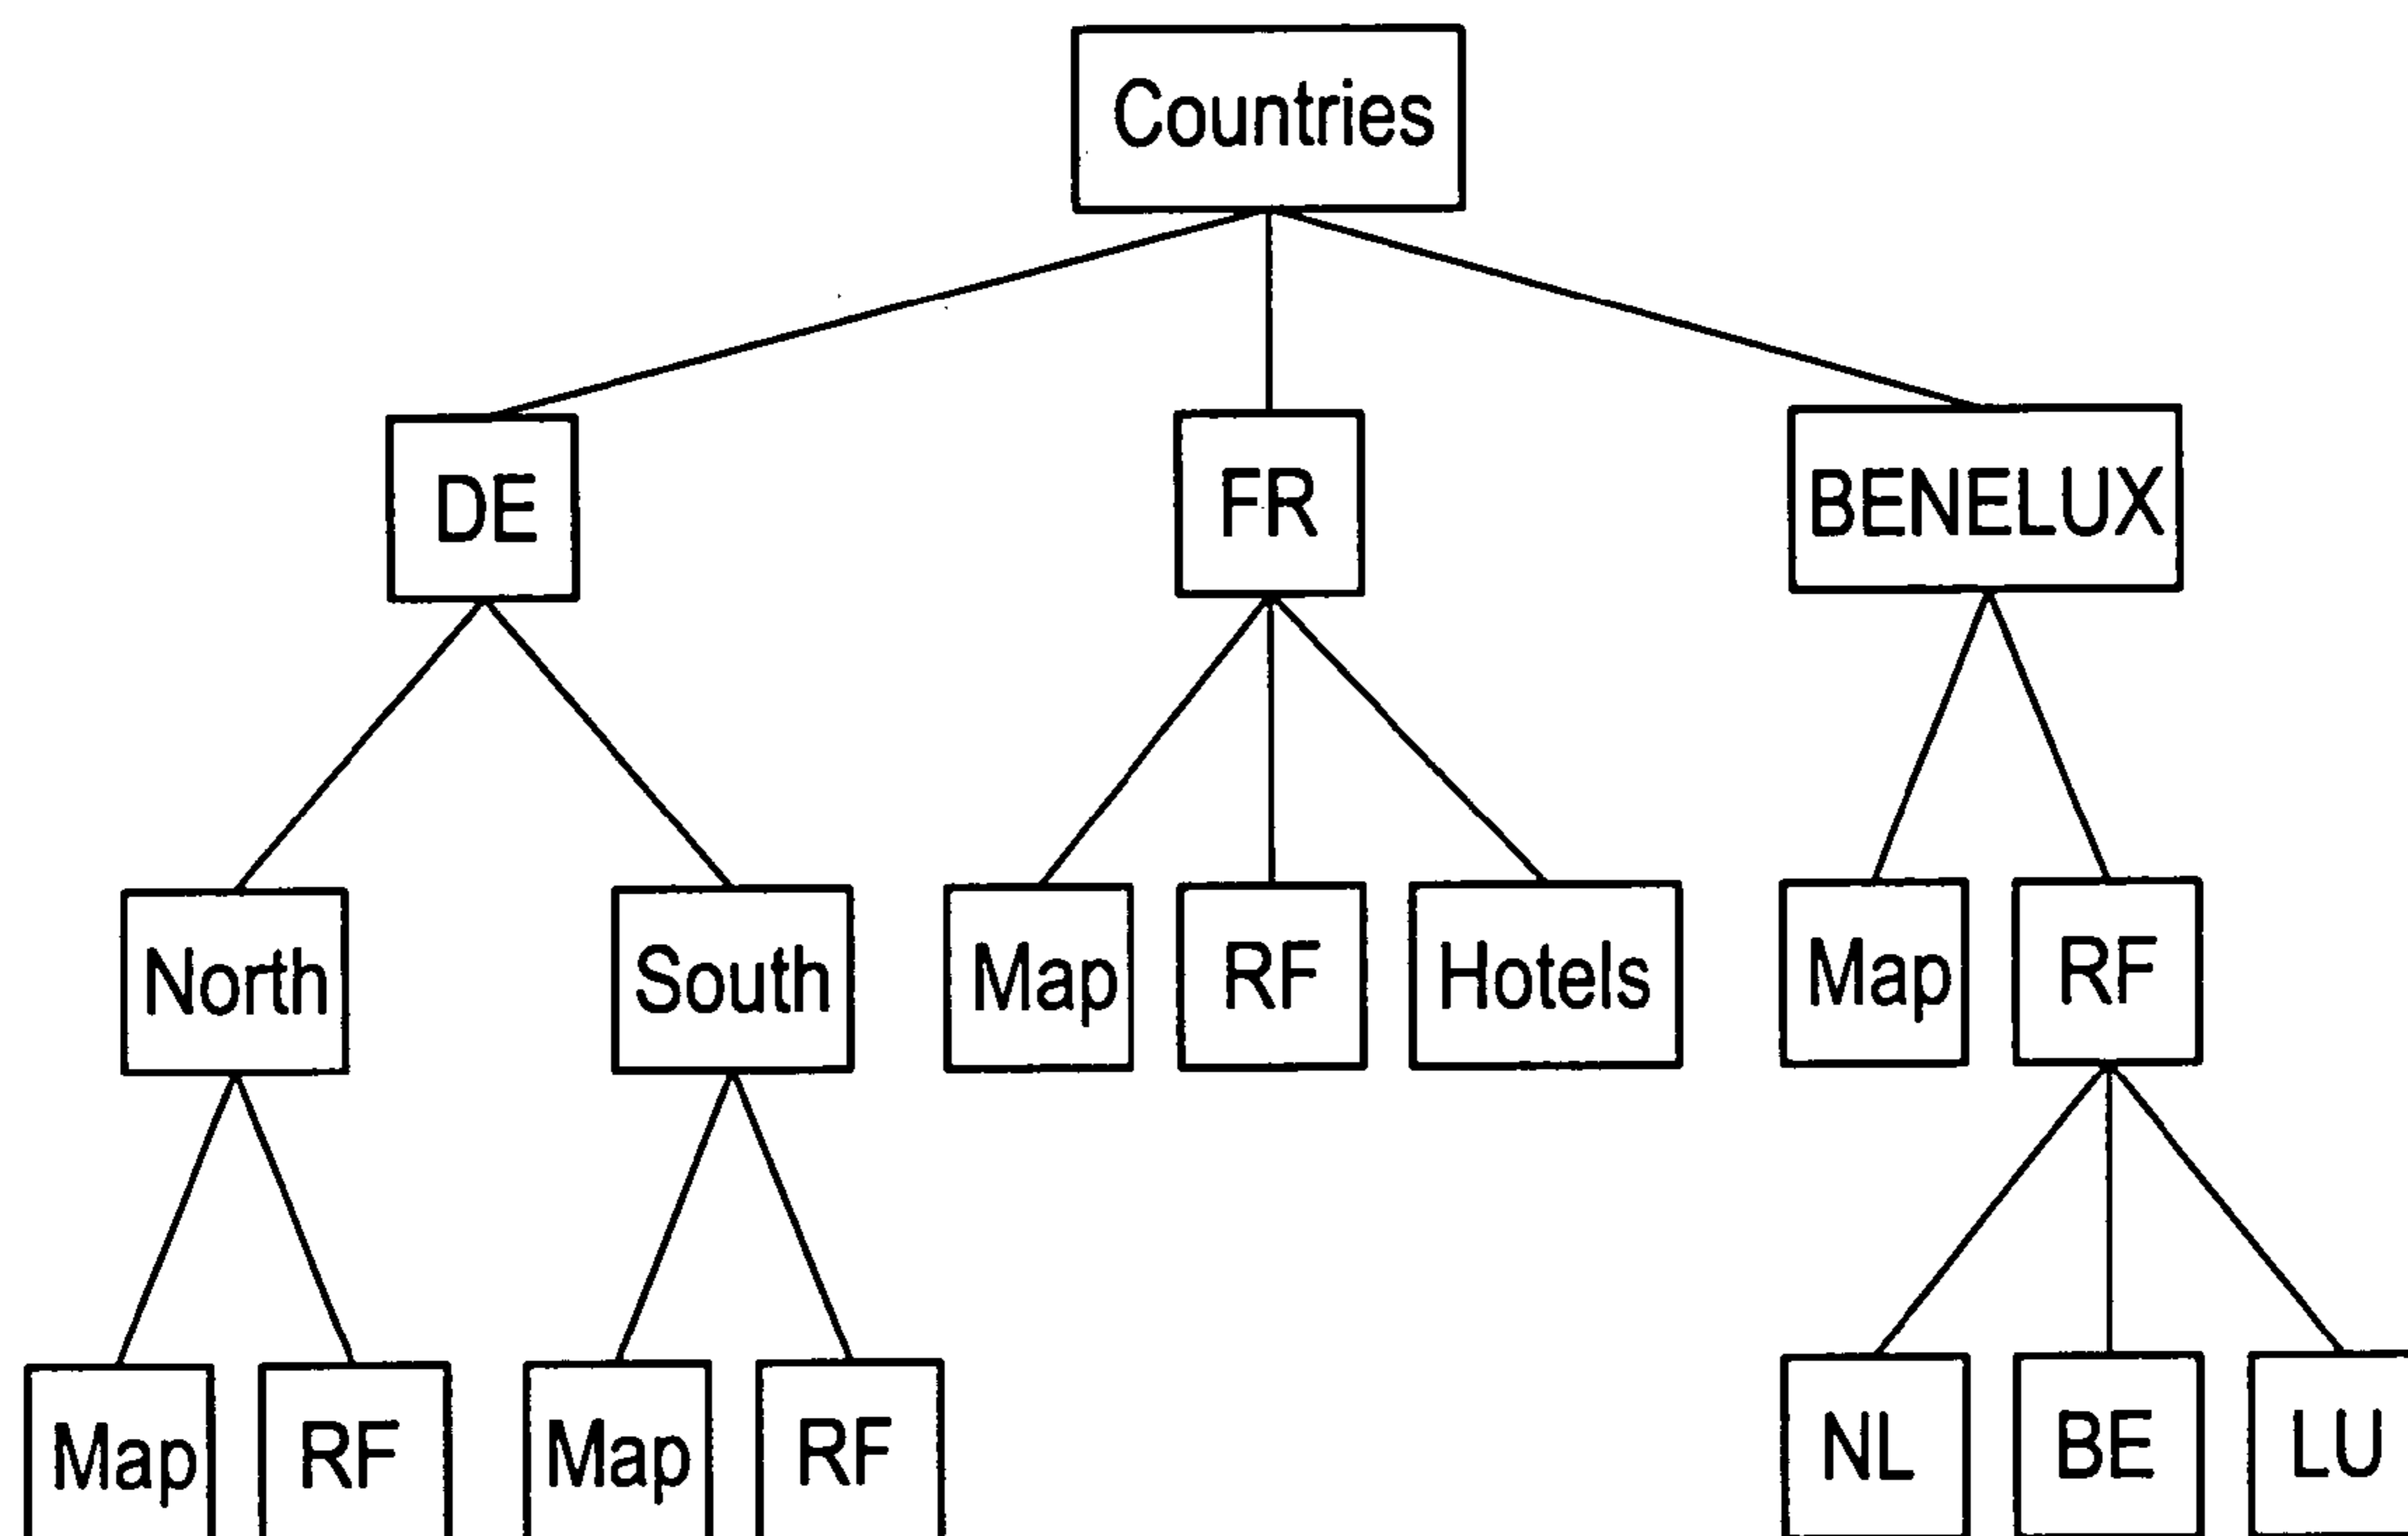 Countries
DE
FR
BENELUX
North
South
Map
RF
Hotels
Map
RF
Map
RF
Map
RF
NL
BE
LU